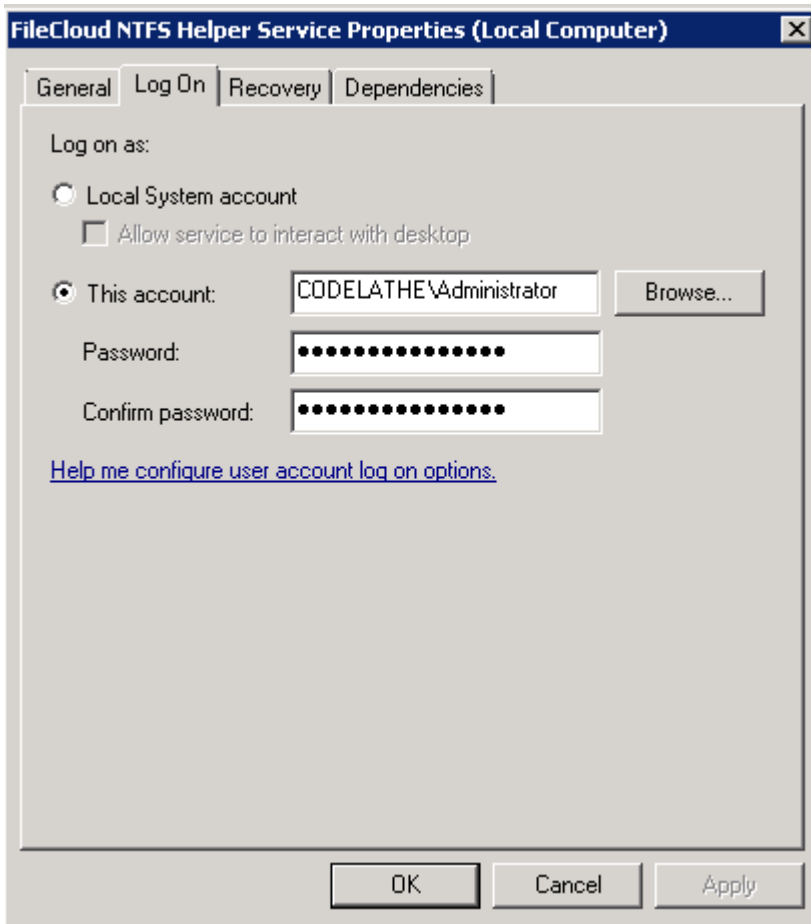 FileCloud NTFS Helper Service Properties (Local Computer)
General Log On Recovery Dependencies
Log on as:
Local System account
Allow service to interact with desktop
This account: CODELATHE\Administrator Browse...
Password: •••••••••••••••
Confirm password: •••••••••••••••
Help me configure user account log on options.
OK Cancel Apply